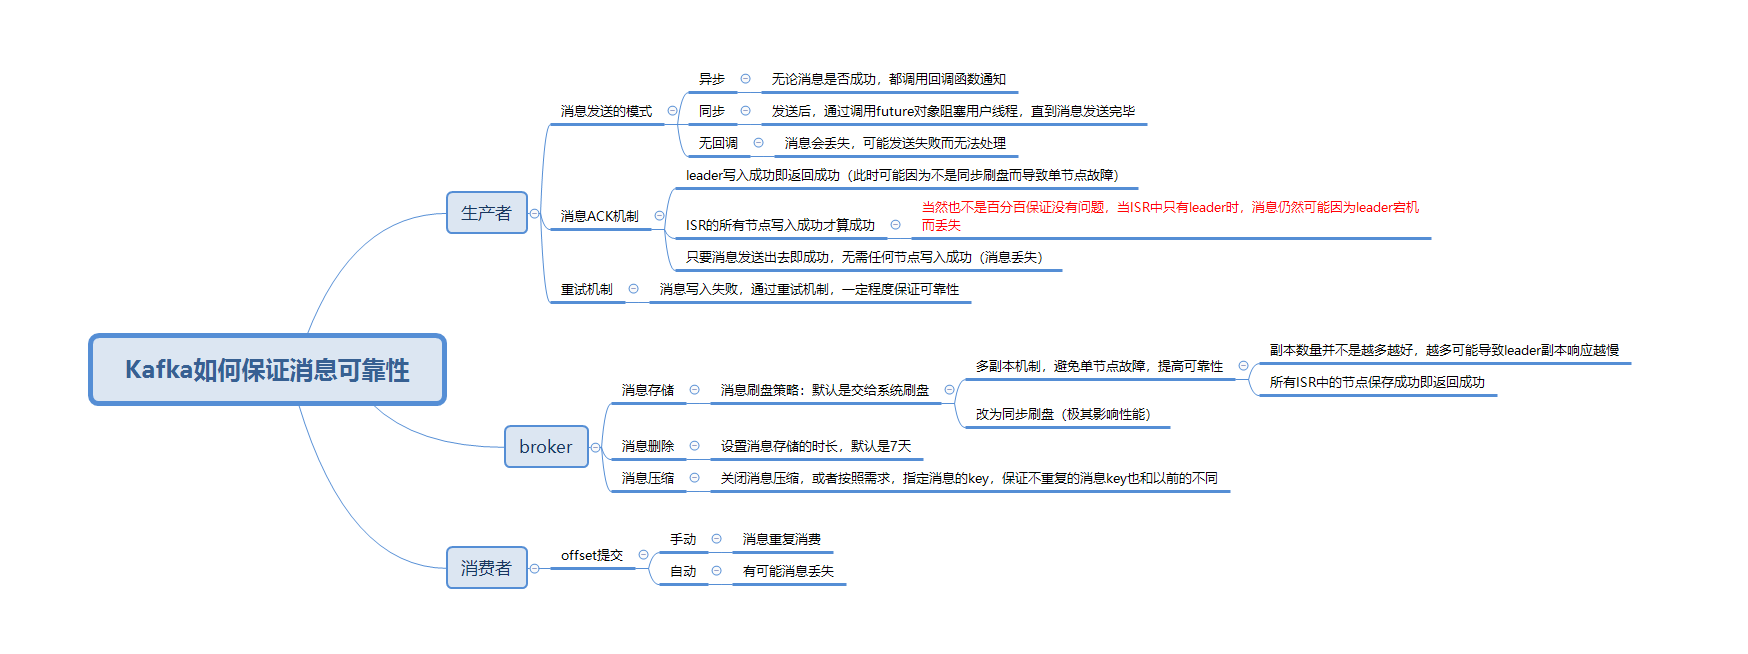 异步
无论消息是否成功，都调用回调函数通知
消息发送的模式
同步
发送后，通过调用future对象阻塞用户线程，直到消息发送完毕
无回调
消息会丢失，可能发送失败而无法处理
leader写入成功即返回成功（此时可能因为不是同步刷盘而导致单节点故障）
生产者
消息ACK机制
ISR的所有节点写入成功才算成功
当然也不是百分百保证没有问题，当ISR中只有leader时，消息仍然可能因为leader宕机
而丢失
只要消息发送出去即成功，无需任何节点写入成功（消息丢失）
重试机制
消息写入失败，通过重试机制，一定程度保证可靠性
Kafka如何保证消息可靠性
副本数量并不是越多越好，越多可能导致leader副本响应越慢
多副本机制，避免单节点故障，提高可靠性
所有ISR中的节点保存成功即返回成功
消息存储
消息刷盘策略：默认是交给系统刷盘
改为同步刷盘（极其影响性能）
broker
消息删除
设置消息存储的时长，默认是7天
消息压缩
关闭消息压缩，或者按照需求，指定消息的key，保证不重复的消息key也和以前的不同
消费者
offset提交
手动
消息重复消费
自动
有可能消息丢失